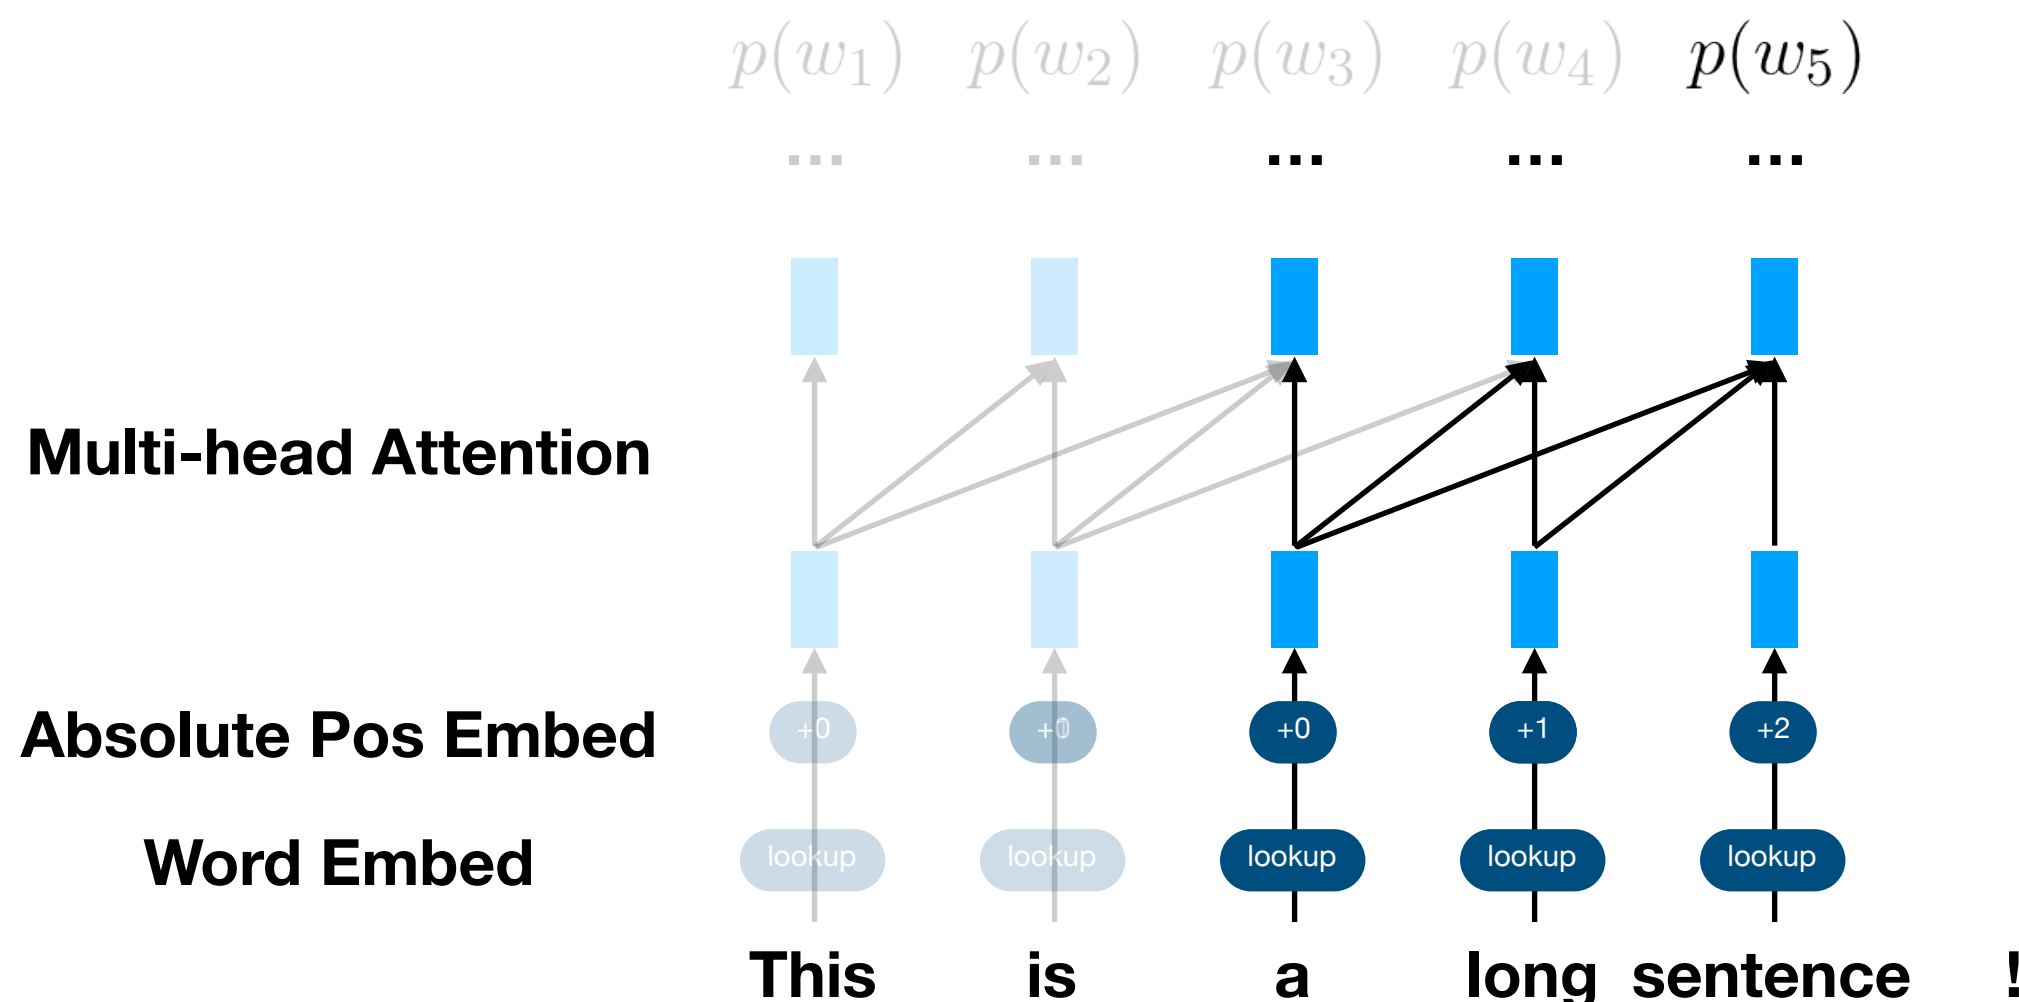 p(w₁) p(w₂) p(w₃) p(w₄) p(w₅)
... ... ... ... ...
Multi-head Attention
Absolute Pos Embed +0 +0 +1 +2
Word Embed lookup lookup lookup lookup lookup
This is a long sentence !